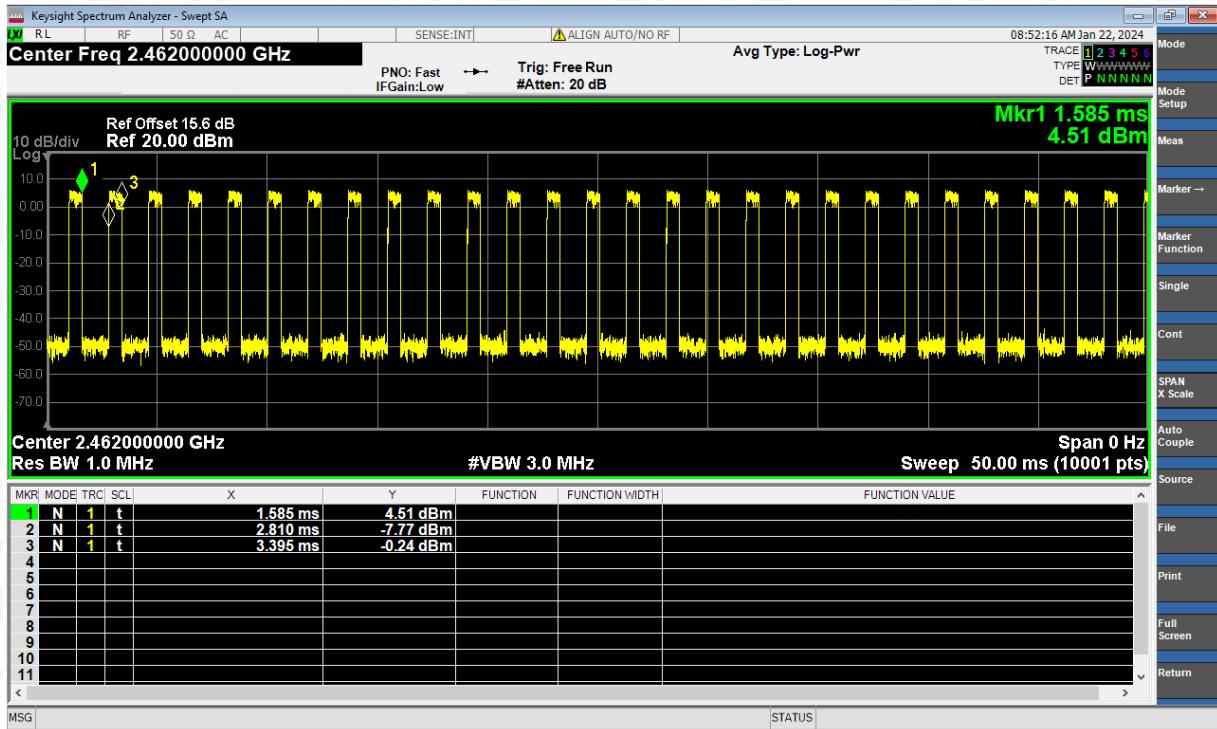 Keysight Spectrum Analyzer - Swept SA
LXI RL RF 50 Ω AC SENSE:INT ALIGN AUTO/NO RF 08:52:16 AM Jan 22, 2024
Center Freq 2.462000000 GHz
PNO: Fast
IFGain:Low
Trig: Free Run
#Atten: 20 dB
Avg Type: Log-Pwr
TRACE 1 2 3 4 5 6
TYPE WWWWWW
DET P N N N N N
Mkr1 1.585 ms
4.51 dBm
Ref Offset 15.6 dB
10 dB/div Ref 20.00 dBm
Log
1
2
3
10.0
0.00
-10.0
-20.0
-30.0
-40.0
-50.0
-60.0
-70.0
Center 2.462000000 GHz Span 0 Hz
Res BW 1.0 MHz #VBW 3.0 MHz Sweep 50.00 ms (10001 pts)
MKR MODE TRC SCL X Y FUNCTION FUNCTION WIDTH FUNCTION VALUE
1 N 1 t 1.585 ms 4.51 dBm
2 N 1 t 2.810 ms -7.77 dBm
3 N 1 t 3.395 ms -0.24 dBm
4
5
6
7
8
9
10
11
MSG STATUS
Mode
Mode
Setup
Meas
Marker →
Marker
Function
Single
Cont
SPAN
X Scale
Auto
Couple
Source
File
Print
Full
Screen
Return